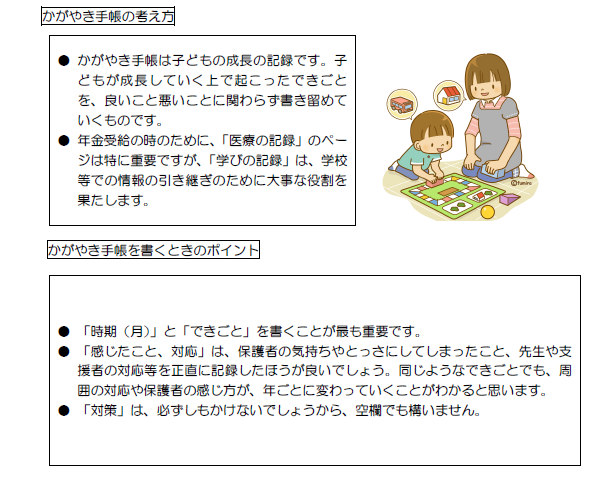 かがやき手帳の考え方
● かがやき手帳は子どもの成長の記録です。子
どもが成長していく上で起こったできごと
を、良いこと悪いことに関わらず書き留めて
いくものです。
● 年金受給の時のために、「医療の記録」のペー
ジは特に重要ですが、「学びの記録」は、学校
等での情報の引き継ぎのために大事な役割を
果たします。
©fumira
かがやき手帳を書くときのポイント
● 「時期（月）」と「できごと」を書くことが最も重要です。
● 「感じたこと、対応」は、保護者の気持ちやとっさにしてしまったこと、先生や支
援者の対応等を正直に記録したほうが良いでしょう。同じようなできごとでも、周
囲の対応や保護者の感じ方が、年ごとに変わっていくことがわかると思います。
● 「対策」は、必ずしもかけないでしょうから、空欄でも構いません。